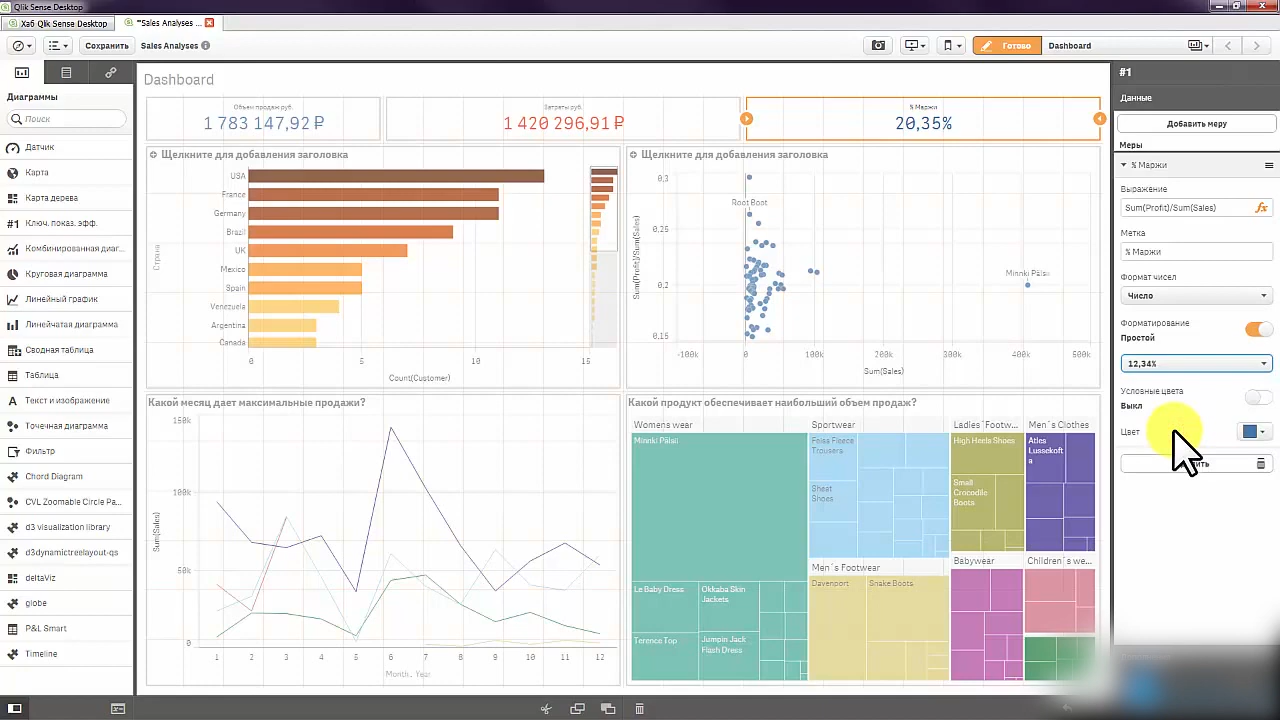 Qlik Sense Desktop
Хаб Qlik Sense Desktop
*Sales Analyses ...
Сохранить
Sales Analyses
Готово
Dashboard
#1
Диаграммы
Поиск
Датчик
Карта
Карта дерева
#1 Ключ. показ. эфф.
Комбинированная диаг...
Круговая диаграмма
Линейный график
Линейчатая диаграмма
Сводная таблица
Таблица
A Текст и изображение
Точечная диаграмма
Фильтр
Chord Diagram
CVL Zoomable Circle Pa...
d3 visualization library
d3dynamictreelayout-qs
deltaViz
globe
P&L Smart
Timeline
Dashboard
Объем продаж руб.
1 783 147,92 ₽
Затраты руб.
1 420 296,91 ₽
% Маржи
20,35%
Щелкните для добавления заголовка
USA
France
Germany
Brazil
UK
Mexico
Spain
Venezuela
Argentina
Canada
Страна
0 5 10 15
Count(Customer)
Щелкните для добавления заголовка
0,3
0,25
0,2
0,15
Sum(Profit)/Sum(Sales)
Root Boot
-100k 0 100k 200k 300k 400k 500k
Sum(Sales)
Какой месяц дает максимальные продажи?
150k
100k
50k
0
Sum(Sales)
1 2 3 4 5 6 7 8 9 10 11 12
Какой продукт обеспечивает наибольший объем продаж?
Womens wear
Minnki Pälsii
Le Baby Dress
Okkaba Skin
Jackets
Terence Top
Jumpin Jack
Flash Dress
Sportwear
Feiss Fleece
Trousers
Sheat
Shoes
Men´s Footwear
Davenport
Snake Boots
Ladies´Footw...
High Heels Shoes
Small
Crocodile
Boots
Men´s Clothes
Atles
Lussekoft
a
Babywear
Children´s we...
Данные
Добавить меру
Меры
% Маржи
Выражение
Sum(Profit)/Sum(Sales)
fx
Метка
% Маржи
Формат чисел
Число
Форматирование
Простой
12,34%
Условные цвета
Выкл
Цвет